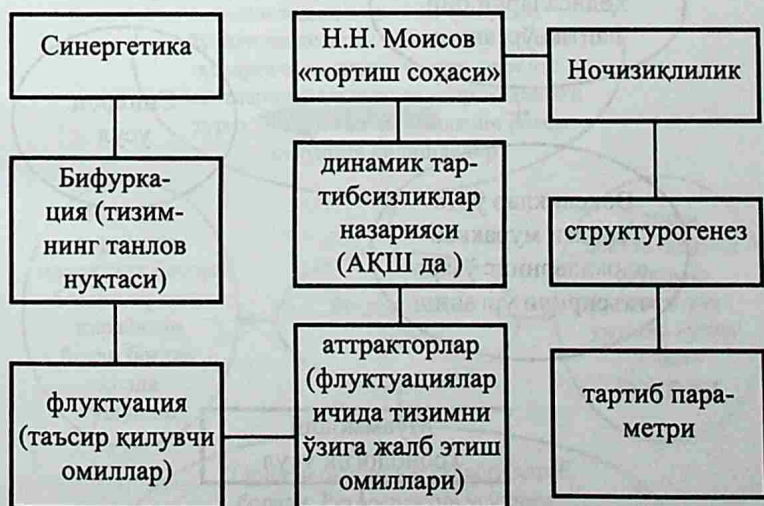 Синергетика
Н.Н. Моисов
«тортиш соҳаси»
Ночизиқлилик
Бифурка-
ция (тизим-
нинг танлов
нуқтаси)
динамик тар-
тибсизликлар
назарияси
(АҚШ да )
структурогенез
флуктуация
(таъсир қилувчи
омиллар)
аттракторлар
(флуктуациялар
ичида тизимни
ўзига жалб этиш
омиллари)
тартиб пара-
метри